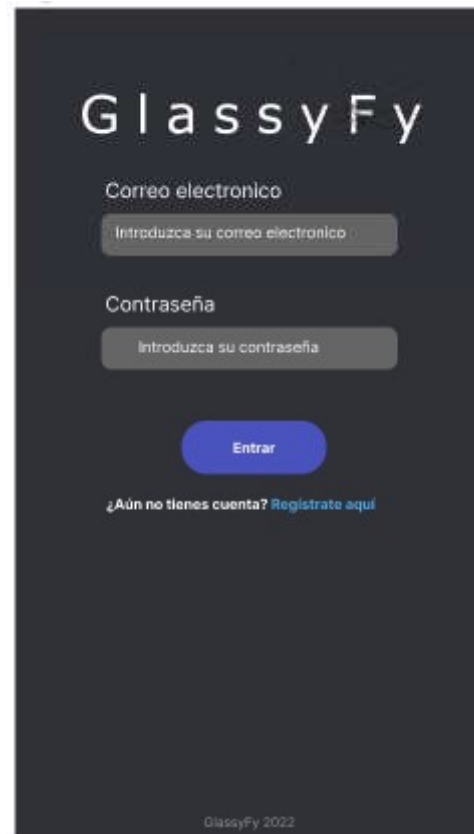 GlassyFy
Correo electronico
Introduzca su correo electronico
Contraseña
Introduzca su contraseña
Entrar
¿Aún no tienes cuenta? Regístrate aquí
GlassyFy 2022